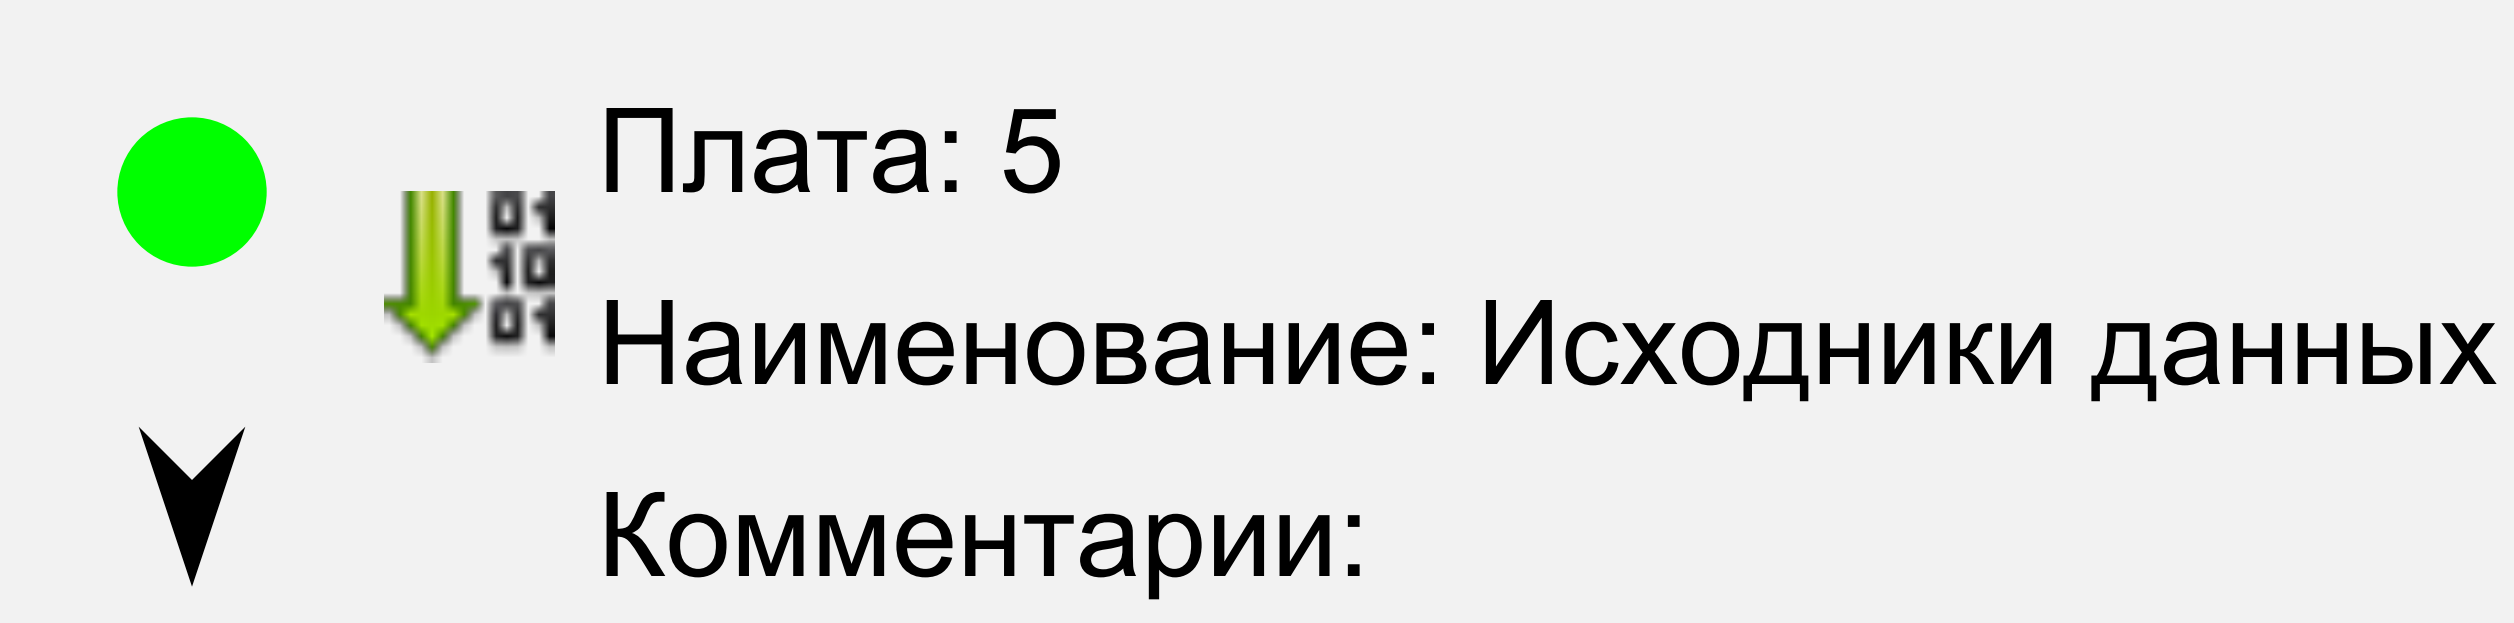 Плата: 5
Наименование: Исходники данных
Комментарии: